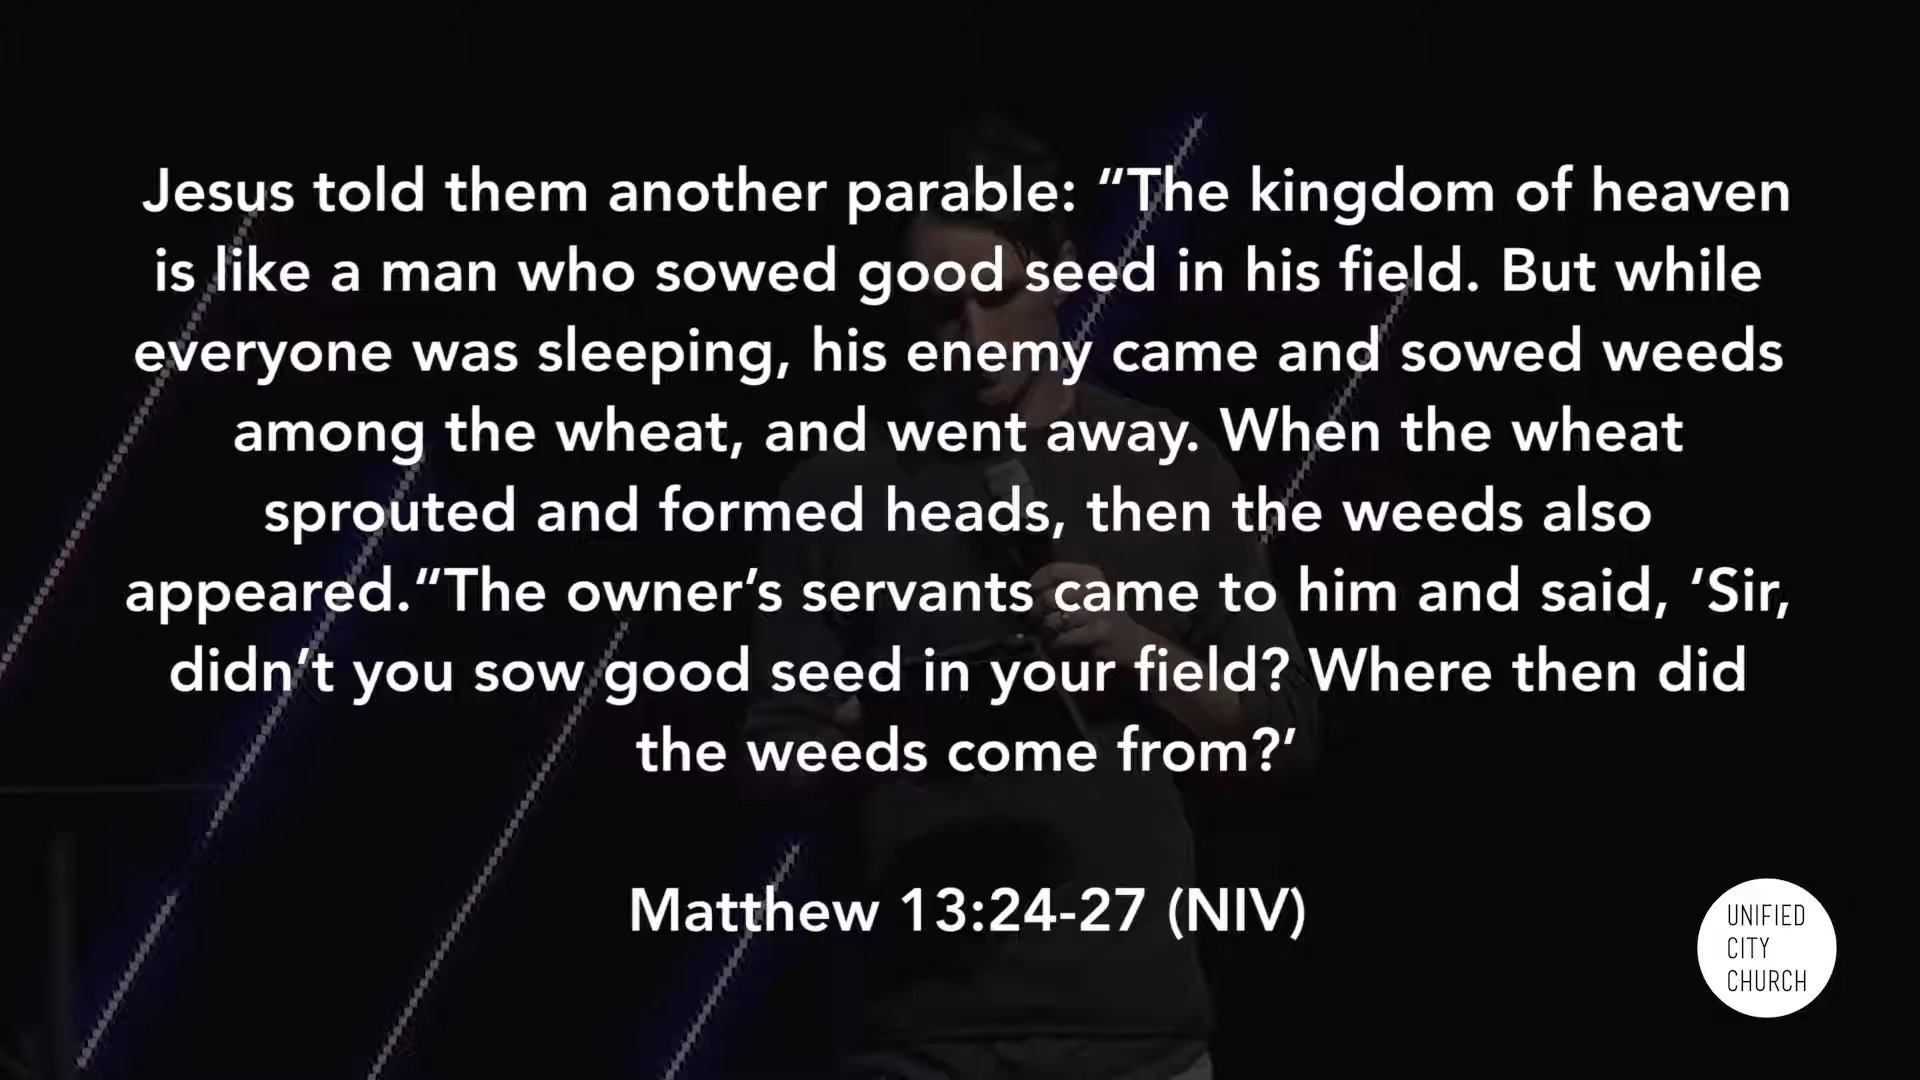 Jesus told them another parable: “The kingdom of heaven
is like a man who sowed good seed in his field. But while
everyone was sleeping, his enemy came and sowed weeds
among the wheat, and went away. When the wheat
sprouted and formed heads, then the weeds also
appeared.“The owner’s servants came to him and said, ‘Sir,
didn’t you sow good seed in your field? Where then did
the weeds come from?’
Matthew 13:24-27 (NIV)
UNIFIED
CITY
CHURCH